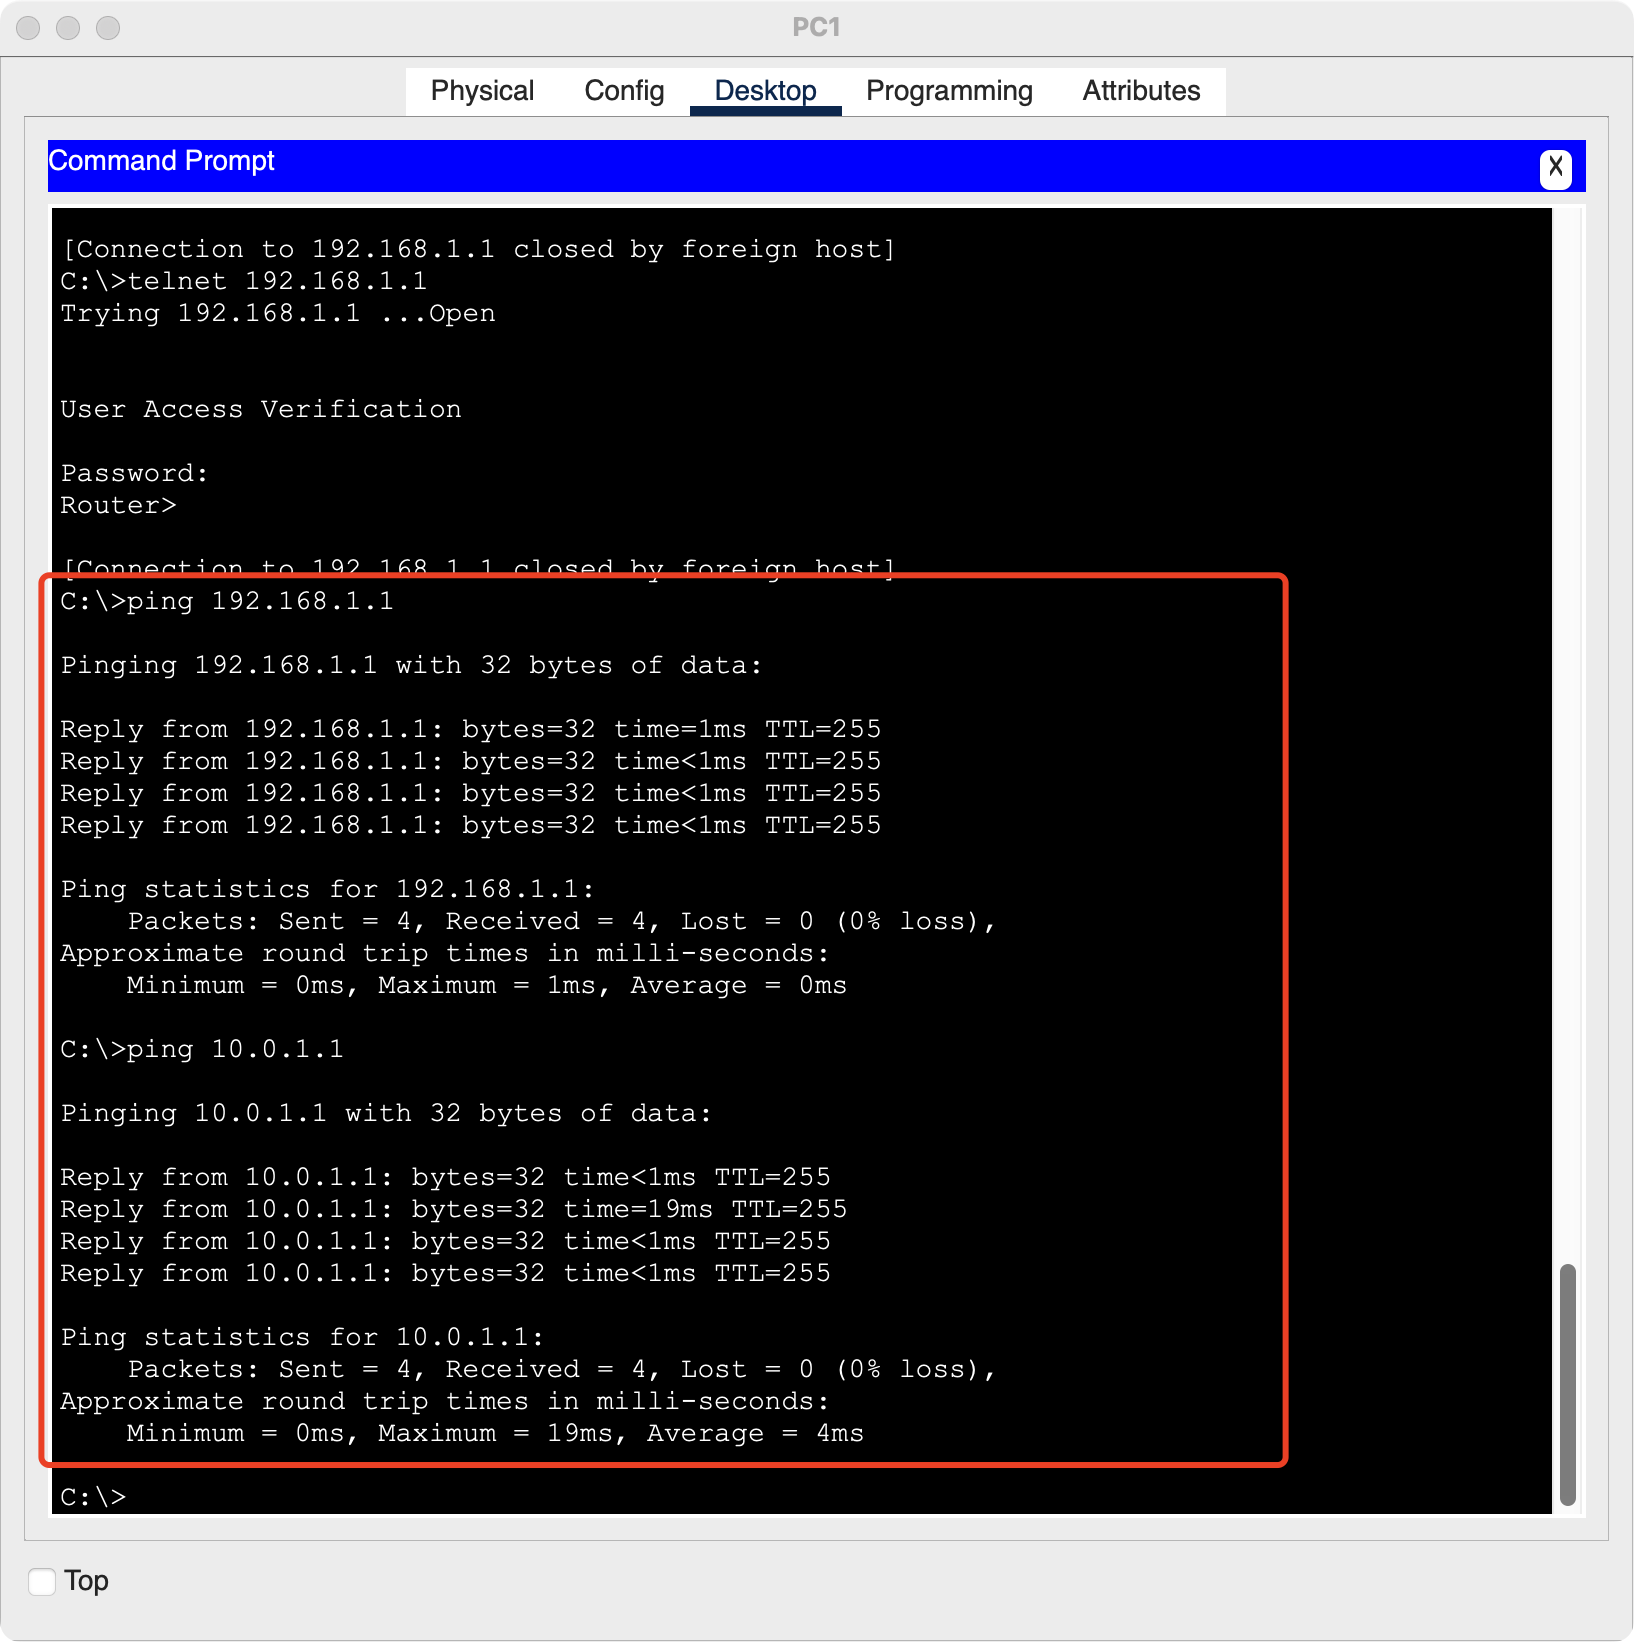 PC1
Physical Config Desktop Programming Attributes
Command Prompt
X
[Connection to 192.168.1.1 closed by foreign host]
C:\>telnet 192.168.1.1
Trying 192.168.1.1 ...Open
User Access Verification
Password:
Router>
[Connection to 192.168.1.1 closed by foreign host]
C:\>ping 192.168.1.1
Pinging 192.168.1.1 with 32 bytes of data:
Reply from 192.168.1.1: bytes=32 time=1ms TTL=255
Reply from 192.168.1.1: bytes=32 time<1ms TTL=255
Reply from 192.168.1.1: bytes=32 time<1ms TTL=255
Reply from 192.168.1.1: bytes=32 time<1ms TTL=255
Ping statistics for 192.168.1.1:
    Packets: Sent = 4, Received = 4, Lost = 0 (0% loss),
Approximate round trip times in milli-seconds:
    Minimum = 0ms, Maximum = 1ms, Average = 0ms
C:\>ping 10.0.1.1
Pinging 10.0.1.1 with 32 bytes of data:
Reply from 10.0.1.1: bytes=32 time<1ms TTL=255
Reply from 10.0.1.1: bytes=32 time=19ms TTL=255
Reply from 10.0.1.1: bytes=32 time<1ms TTL=255
Reply from 10.0.1.1: bytes=32 time<1ms TTL=255
Ping statistics for 10.0.1.1:
    Packets: Sent = 4, Received = 4, Lost = 0 (0% loss),
Approximate round trip times in milli-seconds:
    Minimum = 0ms, Maximum = 19ms, Average = 4ms
C:\>
Top